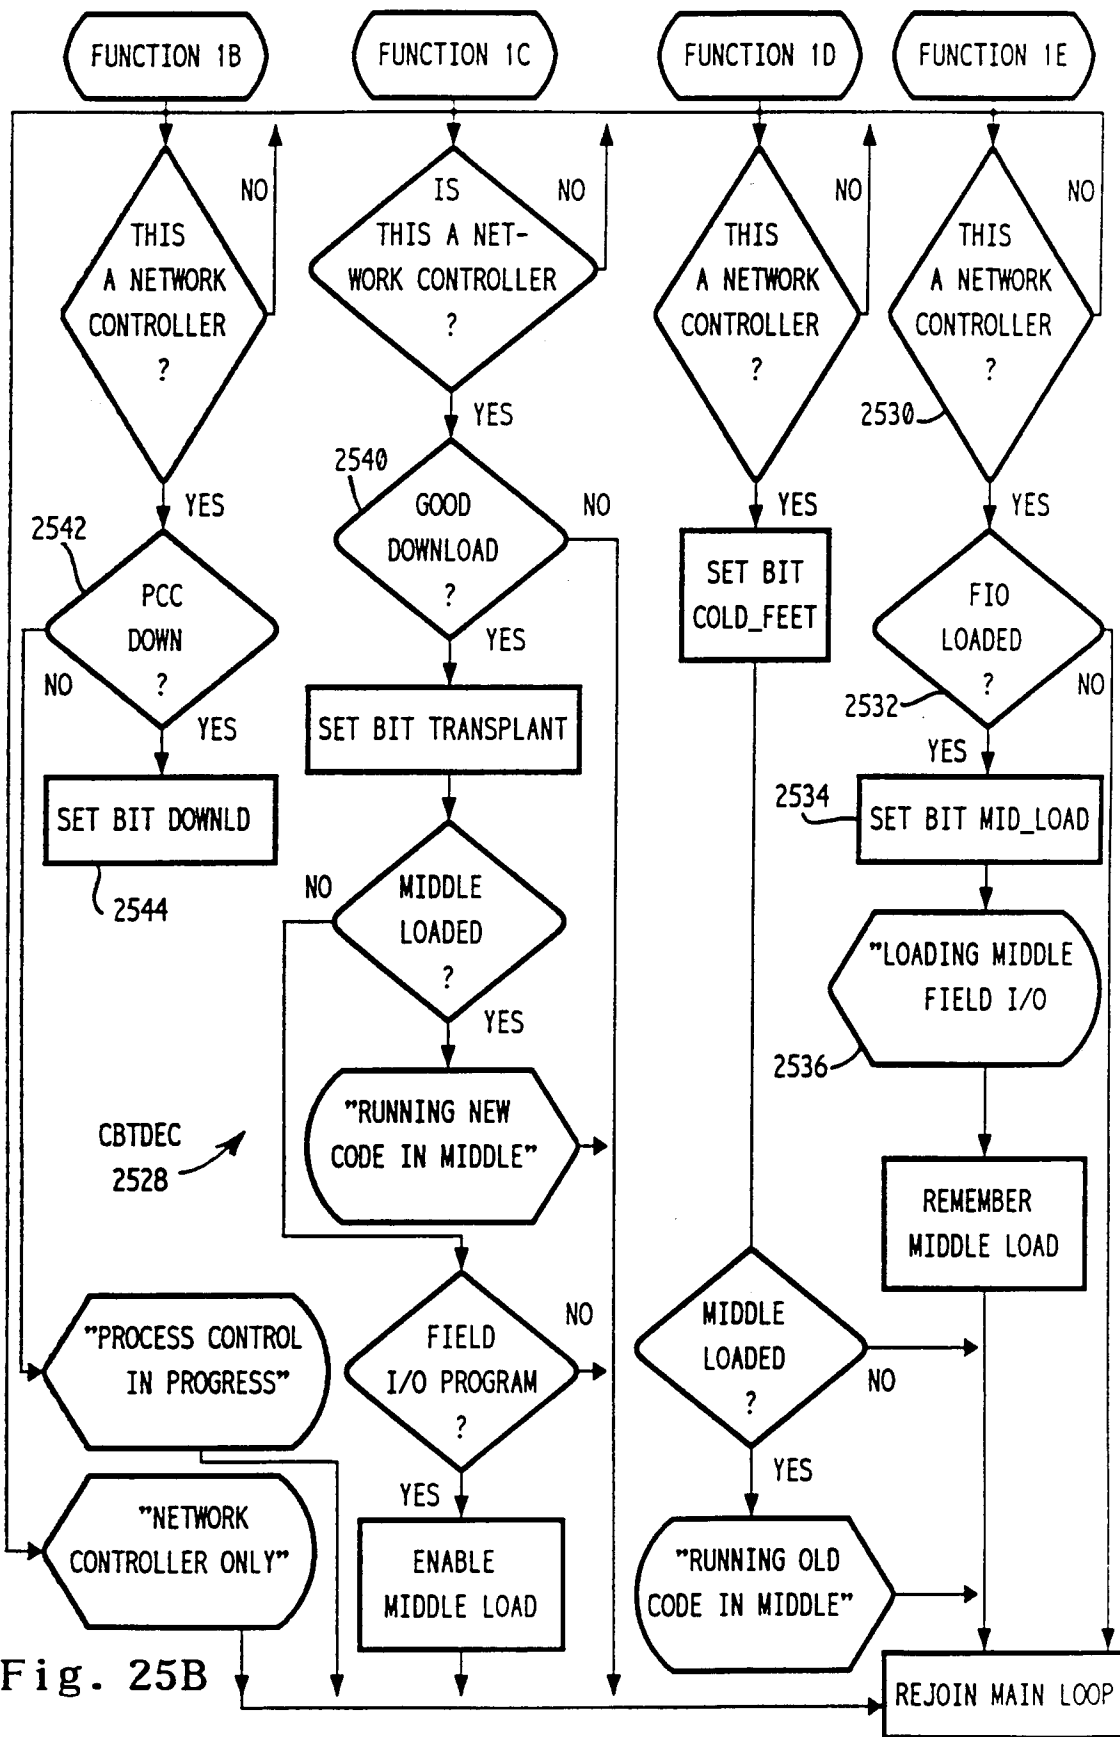 FUNCTION 1B
FUNCTION 1C
FUNCTION 1D
FUNCTION 1E
NO
THIS
A NETWORK
CONTROLLER
?
YES
2542
PCC
DOWN
?
NO
YES
SET BIT DOWNLD
2544
"PROCESS CONTROL
IN PROGRESS"
"NETWORK
CONTROLLER ONLY"
NO
IS
THIS A NET-
WORK CONTROLLER
?
YES
2540
GOOD
DOWNLOAD
?
NO
YES
SET BIT TRANSPLANT
NO
MIDDLE
LOADED
?
YES
"RUNNING NEW
CODE IN MIDDLE"
CBTDEC
2528
FIELD
I/O PROGRAM
?
NO
YES
ENABLE
MIDDLE LOAD
NO
THIS
A NETWORK
CONTROLLER
?
YES
SET BIT
COLD_FEET
MIDDLE
LOADED
?
NO
YES
"RUNNING OLD
CODE IN MIDDLE"
NO
THIS
A NETWORK
CONTROLLER
?
2530
YES
FIO
LOADED
?
NO
2532
YES
2534
SET BIT MID_LOAD
"LOADING MIDDLE
FIELD I/O
2536
REMEMBER
MIDDLE LOAD
REJOIN MAIN LOOP
Fig. 25B